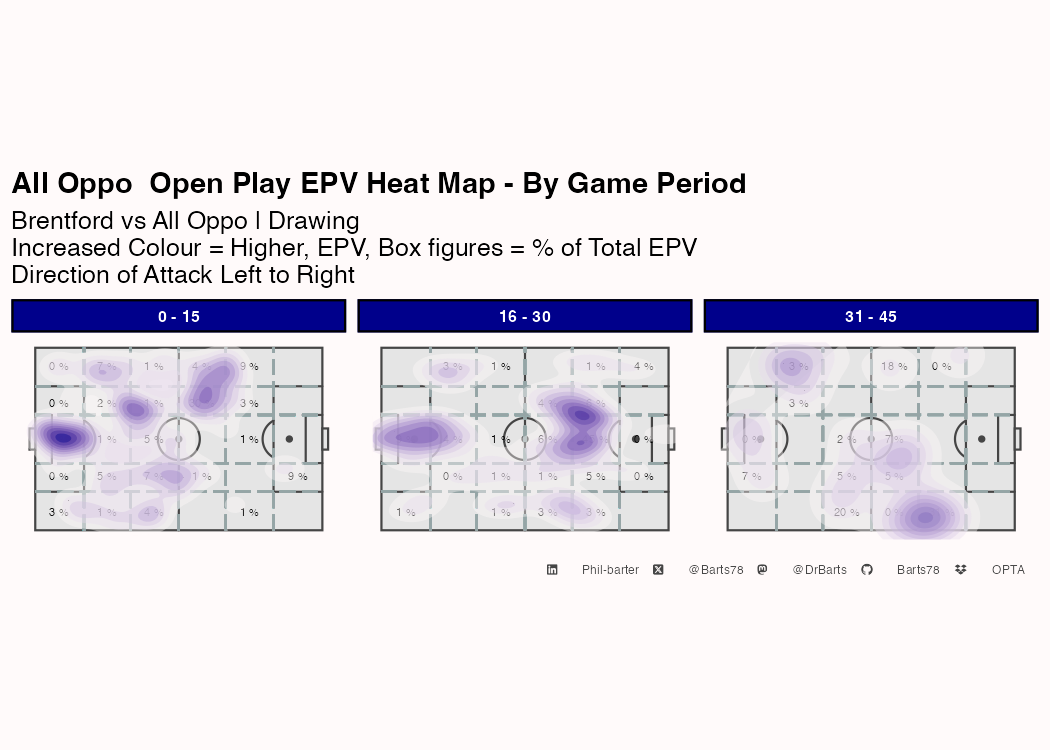 All Oppo  Open Play EPV Heat Map - By Game Period
Brentford vs All Oppo | Drawing
Increased Colour = Higher, EPV, Box figures = % of Total EPV
Direction of Attack Left to Right
0 - 15
16 - 30
31 - 45
0 % 7 % 1 % 9 %
3 % 1 % 1 % 4 %
3 % 18 % 0 %
0 % 2 % 3 %
3 %
1 % 5 % 1 %
1 %
2 %
0 % 5 % 1 % 9 %
0 % 1 % 1 % 5 % 0 %
7 % 5 % 5 %
3 % 1 % 4 % 1 %
1 % 1 % 3 % 3 %
20 %
Phil-barter @Barts78 @DrBarts Barts78 OPTA